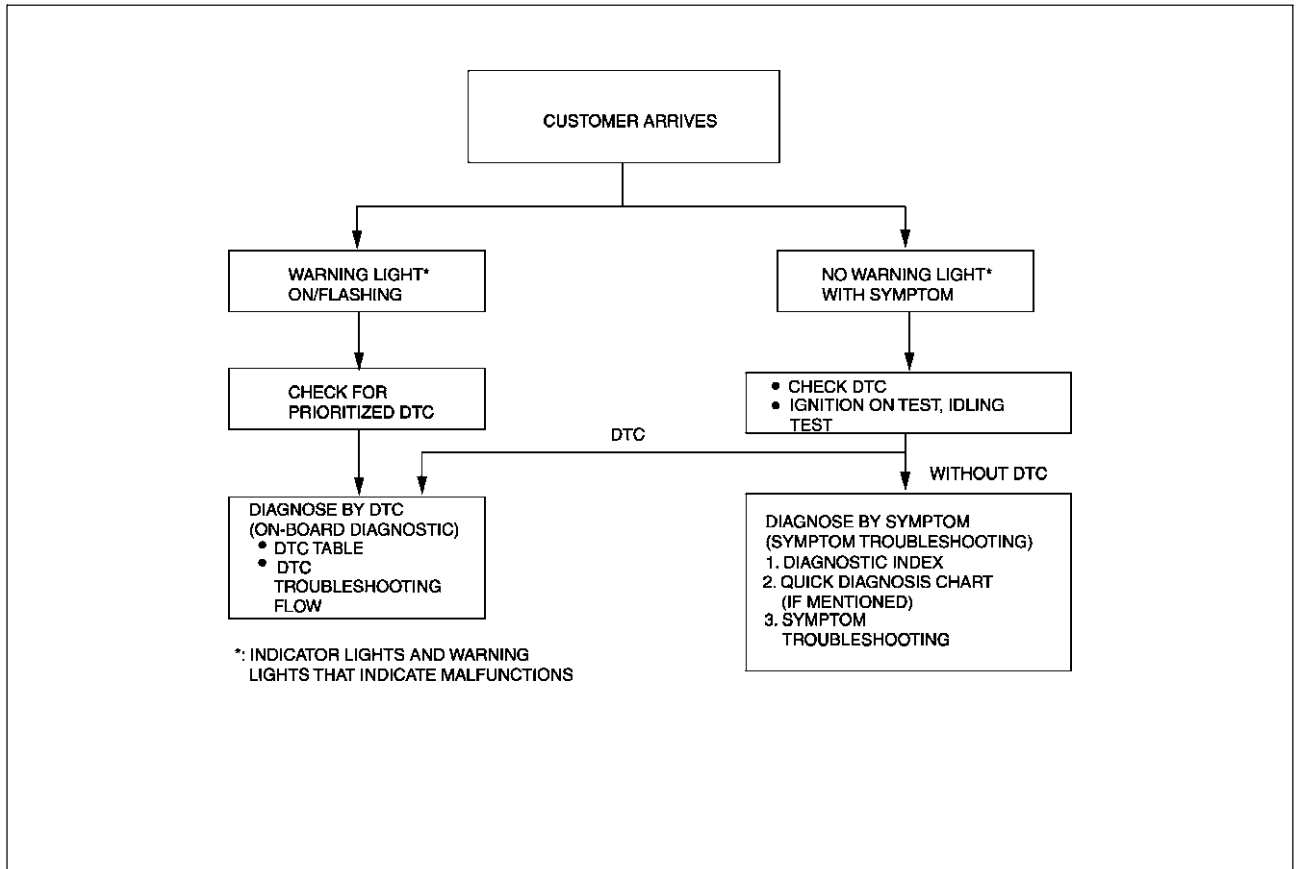 CUSTOMER ARRIVES
WARNING LIGHT*
ON/FLASHING
NO WARNING LIGHT*
WITH SYMPTOM
CHECK FOR
PRIORITIZED DTC
• CHECK DTC
• IGNITION ON TEST, IDLING
TEST
DTC
WITHOUT DTC
DIAGNOSE BY DTC
(ON-BOARD DIAGNOSTIC)
• DTC TABLE
• DTC
TROUBLESHOOTING
FLOW
DIAGNOSE BY SYMPTOM
(SYMPTOM TROUBLESHOOTING)
1. DIAGNOSTIC INDEX
2. QUICK DIAGNOSIS CHART
(IF MENTIONED)
3. SYMPTOM
TROUBLESHOOTING
*: INDICATOR LIGHTS AND WARNING
LIGHTS THAT INDICATE MALFUNCTIONS